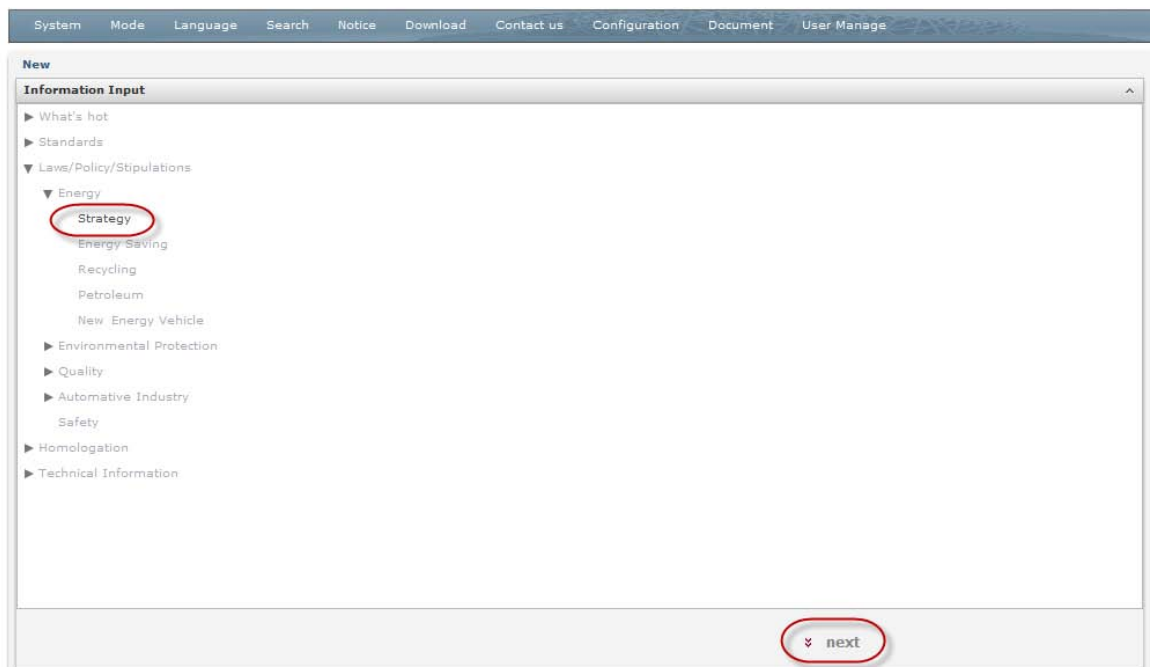 System Mode Language Search Notice Download Contact us Configuration Document User Manage
New
Information Input
What's hot
Standards
Laws/Policy/Stipulations
Energy
Strategy
Energy Saving
Recycling
Petroleum
New Energy Vehicle
Environmental Protection
Quality
Automative Industry
Safety
Homologation
Technical Information
next